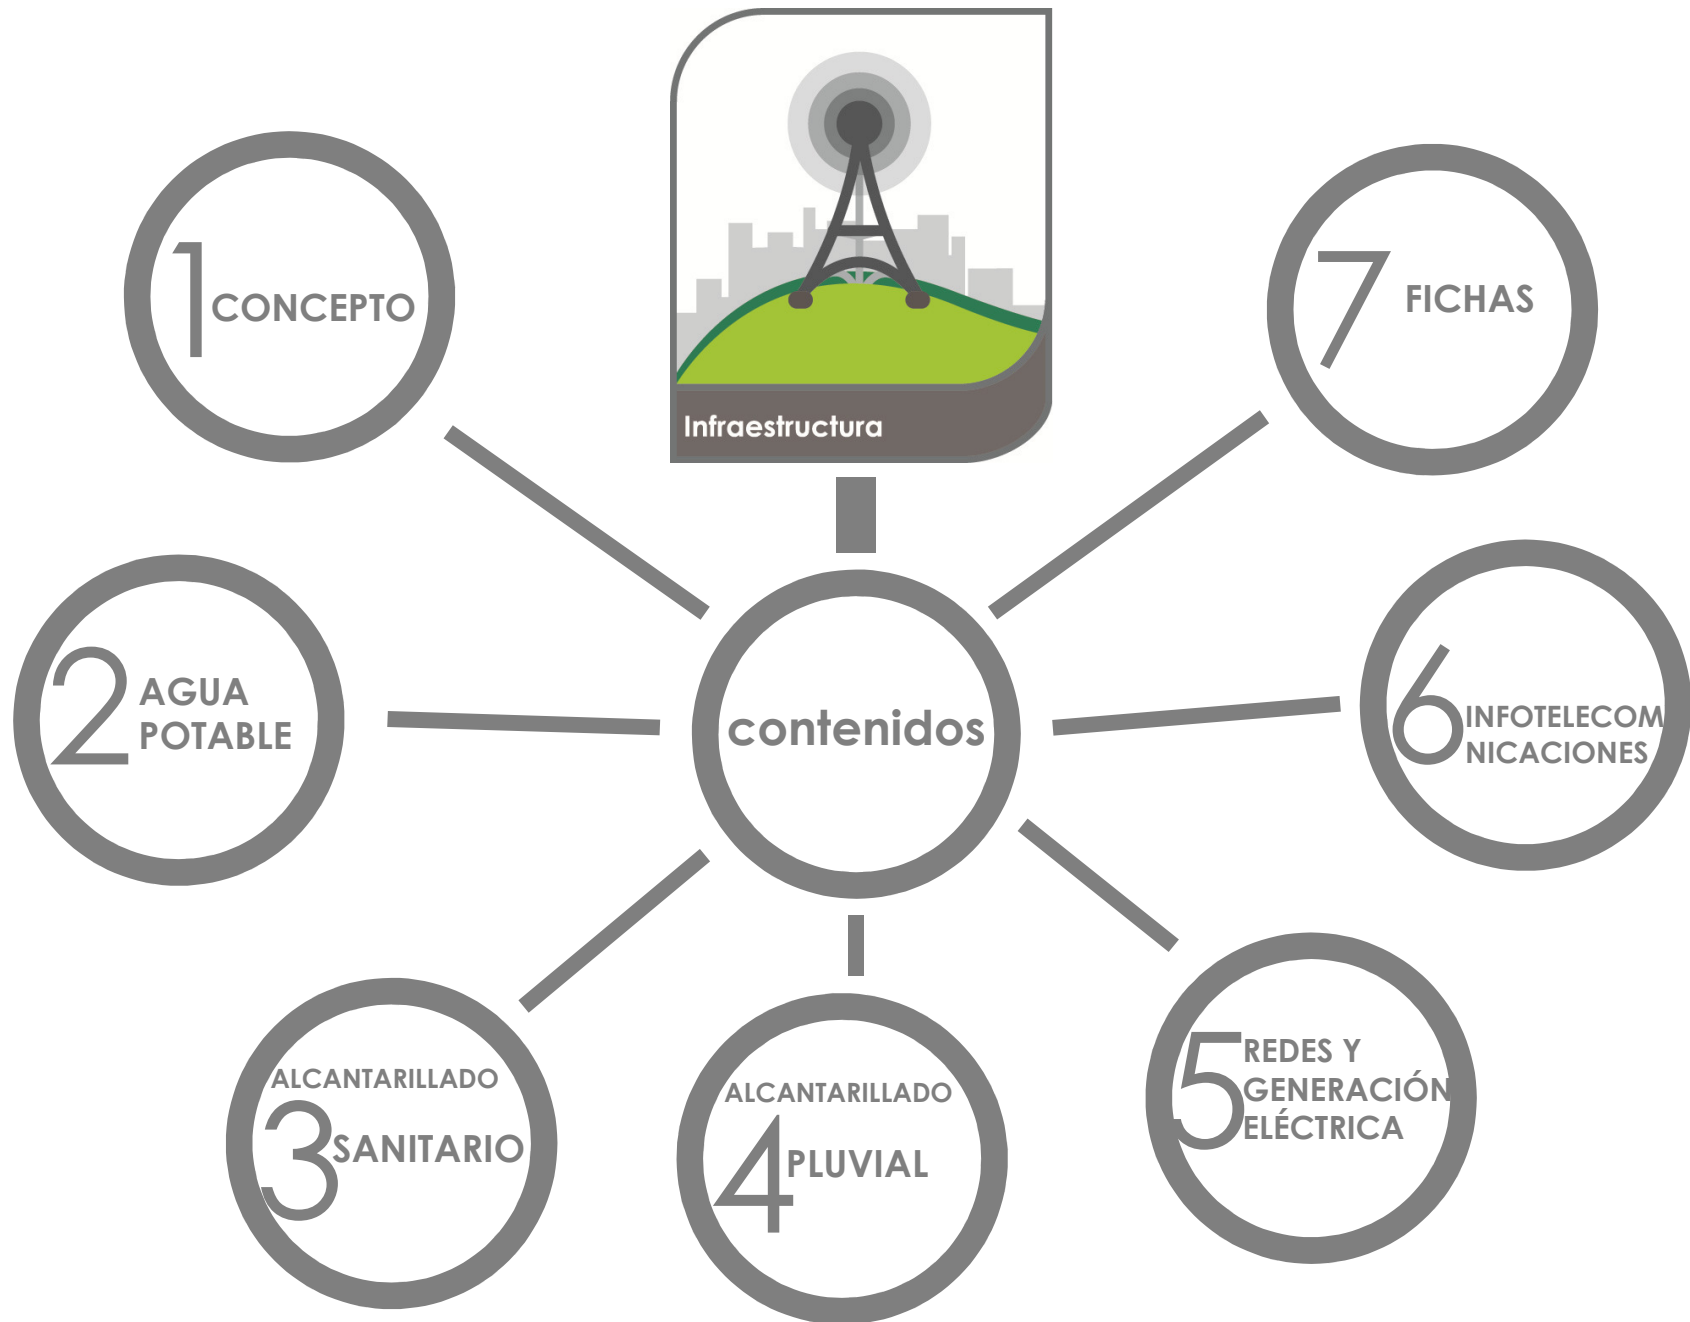 Infraestructura
contenidos
1 CONCEPTO
2 AGUA
POTABLE
ALCANTARILLADO
3 SANITARIO
ALCANTARILLADO
4 PLUVIAL
5 REDES Y
GENERACIÓN
ELÉCTRICA
6 INFOTELECOM
NICACIONES
7 FICHAS